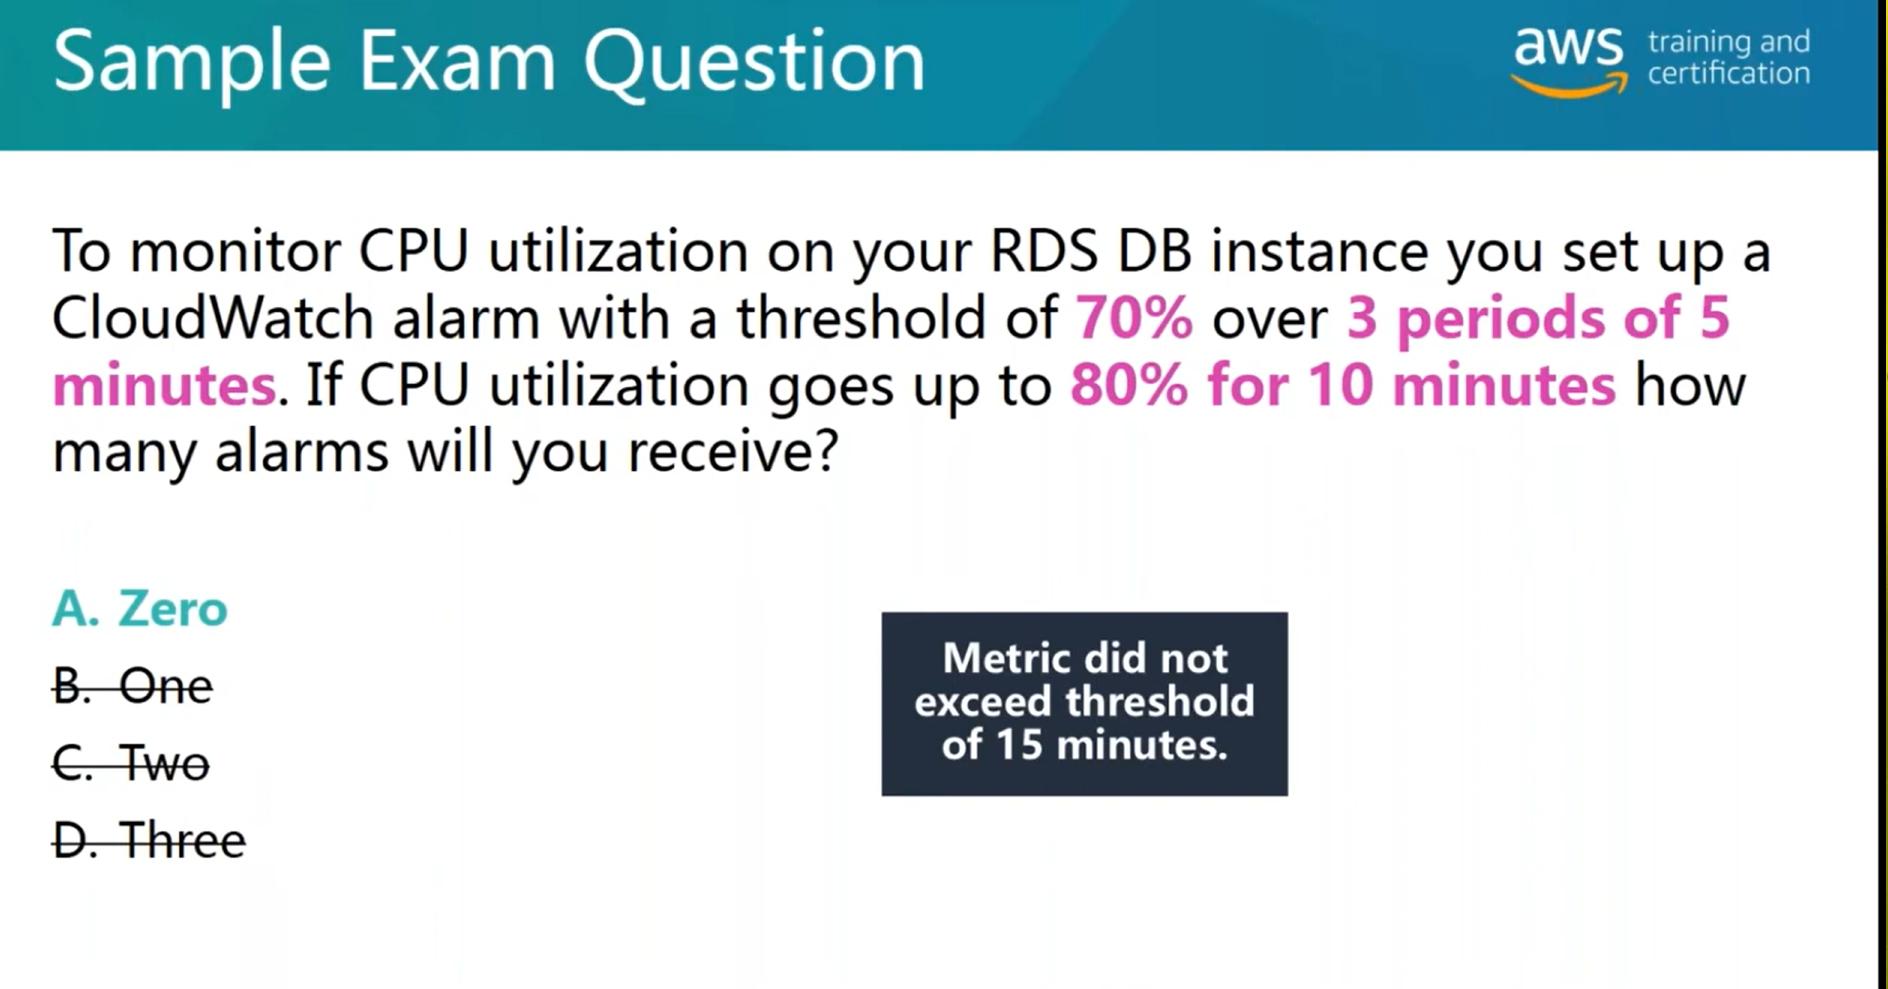 Sample Exam Question
aws training and certification
To monitor CPU utilization on your RDS DB instance you set up a
CloudWatch alarm with a threshold of 70% over 3 periods of 5
minutes. If CPU utilization goes up to 80% for 10 minutes how
many alarms will you receive?
A. Zero
B. One
C. Two
D. Three
Metric did not
exceed threshold
of 15 minutes.